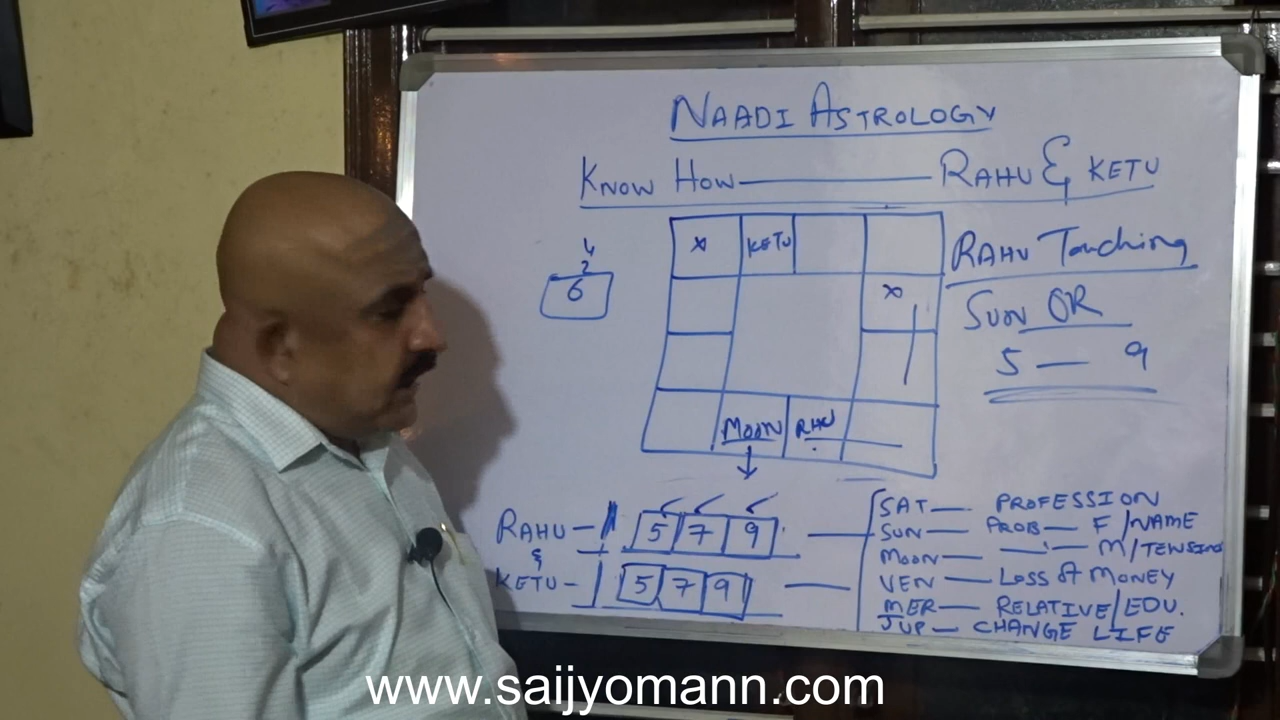 NAADI ASTROLOGY
KNOW HOW — RAHU & KETU
4
2
6
x KETU
x
RAHU Touching
SUN OR
5 — 9
MOON RHU
RAHU — 5 7 9
&
KETU — 5 7 9
SAT — PROFESSION
SUN — PROB — F/NAME
MOON — M/TENSION
VEN — LOSS OF MONEY
MER — RELATIVE/EDU.
JUP — CHANGE LIFE
www.saijyomann.com